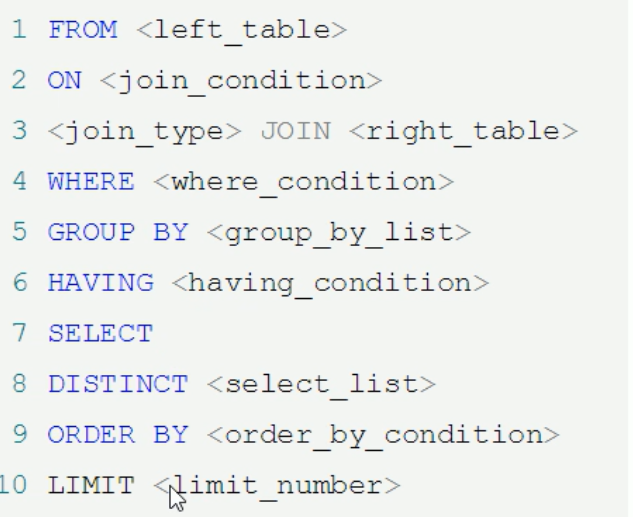 1 FROM <left_table>
2 ON <join_condition>
3 <join_type> JOIN <right_table>
4 WHERE <where_condition>
5 GROUP BY <group_by_list>
6 HAVING <having_condition>
7 SELECT
8 DISTINCT <select_list>
9 ORDER BY <order_by_condition>
10 LIMIT <limit_number>